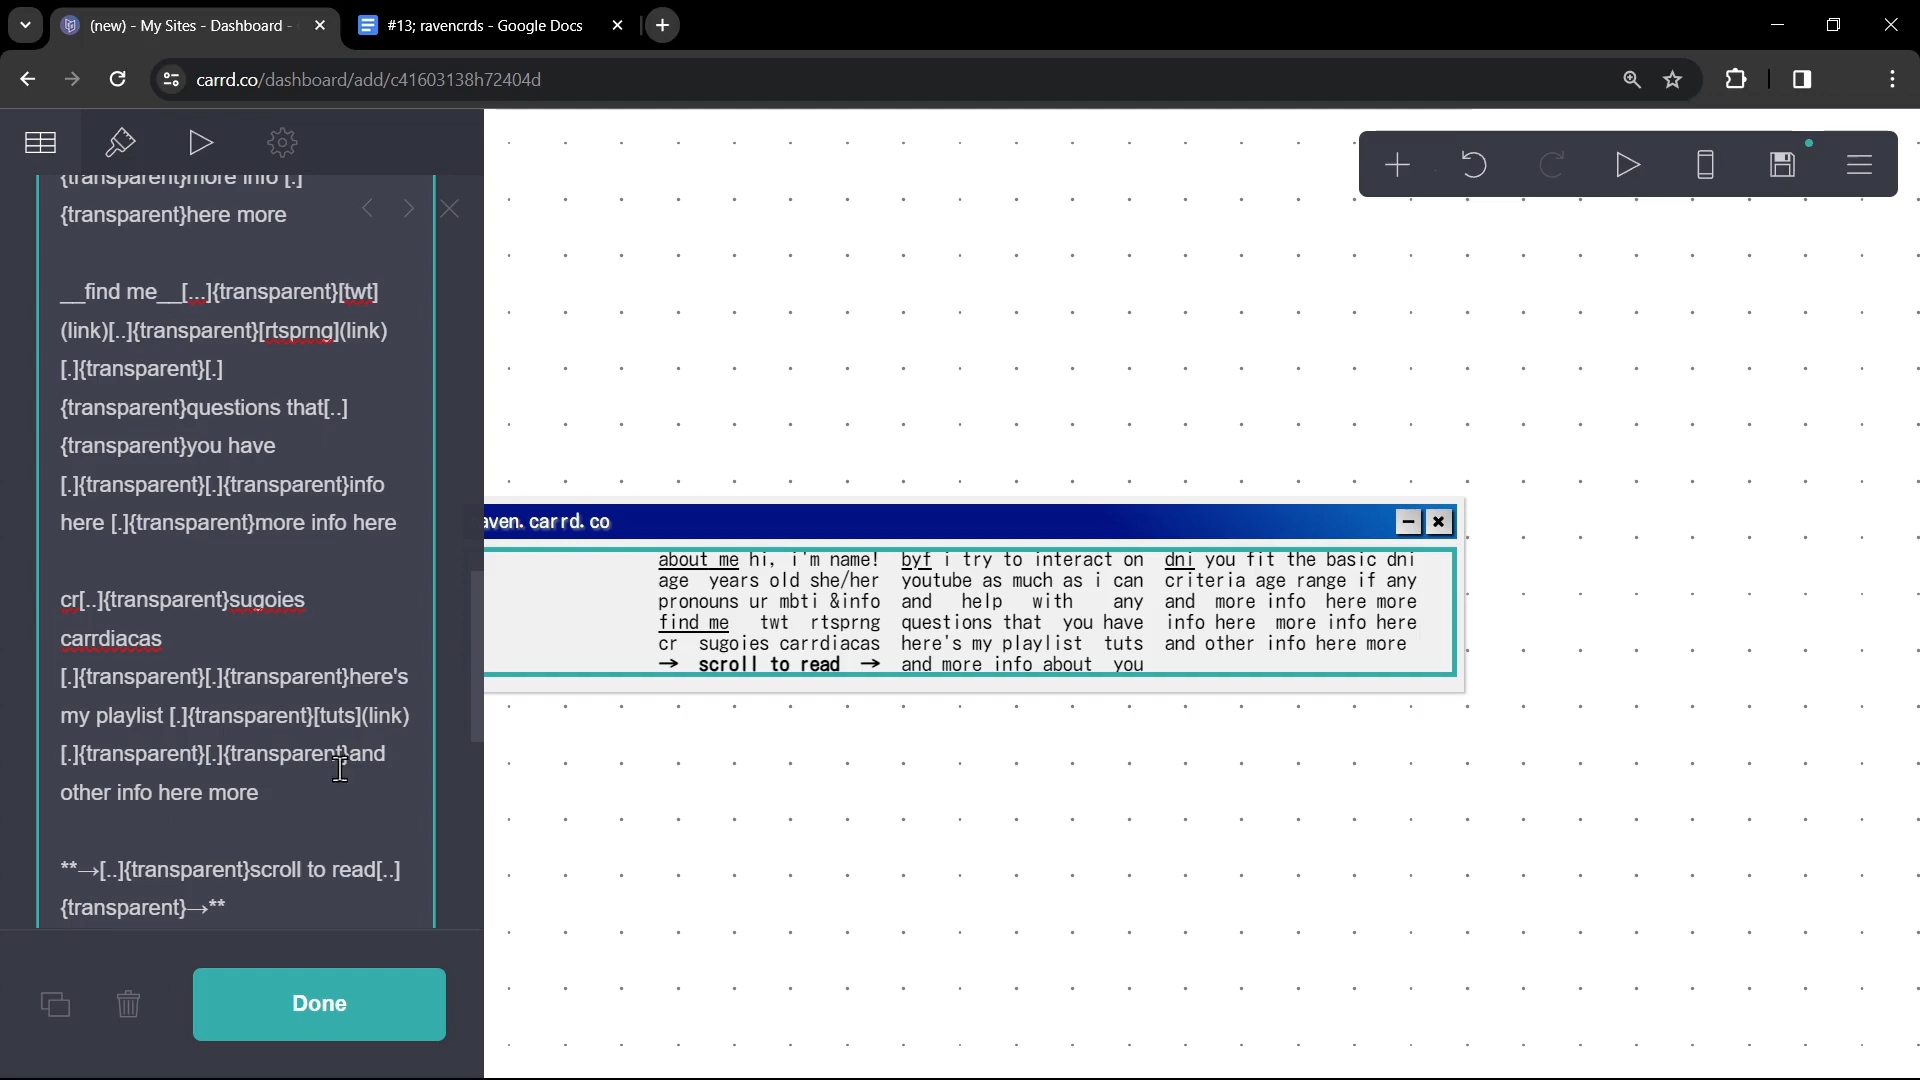 (new) - My Sites - Dashboard -
#13; ravencrds - Google Docs
carrd.co/dashboard/add/c41603138h72404d
{transparent}more info [.]
{transparent}here more
__find me__[...]{transparent}[twt]
(link)[..]{transparent}[rtsprng](link)
[.]{transparent}[.]
{transparent}questions that[..]
{transparent}you have
[.]{transparent}[.]{transparent}info
here [.]{transparent}more info here
cr[..]{transparent}sugoies
carrdiacas
[.]{transparent}[.]{transparent}here's
my playlist [.]{transparent}[tuts](link)
[.]{transparent}[.]{transparent}and
other info here more
**→[..]{transparent}scroll to read[..]
{transparent}→**
Done
aven.carrd.co
about me hi, i'm name!
age years old she/her
pronouns ur mbti &info
find me twt rtsprng
cr sugoies carrdiacas
→ scroll to read →
byf i try to interact on
youtube as much as i can
and help with any
questions that you have
here's my playlist tuts
and more info about you
dni you fit the basic dni
criteria age range if any
and more info here more
info here more info here
and other info here more